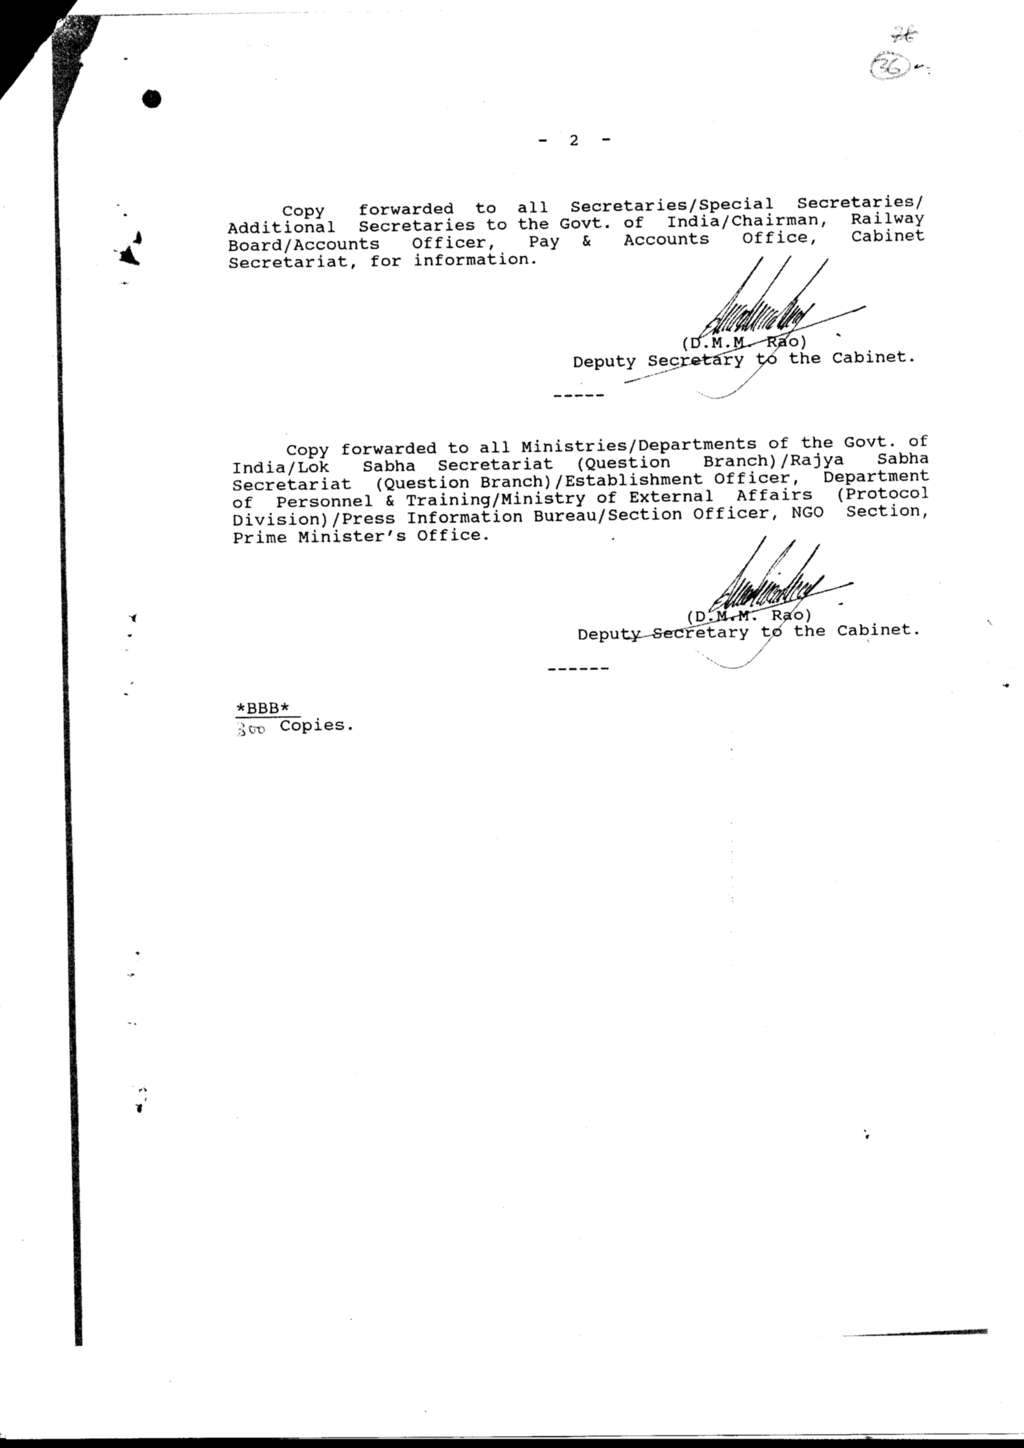 36
- 2 -
Copy forwarded to all Secretaries/Special Secretaries/
Additional Secretaries to the Govt. of India/Chairman, Railway
Board/Accounts Officer, Pay & Accounts Office, Cabinet
Secretariat, for information.
(D.M.M. Rao)
Deputy Secretary to the Cabinet.
-----
Copy forwarded to all Ministries/Departments of the Govt. of
India/Lok Sabha Secretariat (Question Branch)/Rajya Sabha
Secretariat (Question Branch)/Establishment Officer, Department
of Personnel & Training/Ministry of External Affairs (Protocol
Division)/Press Information Bureau/Section Officer, NGO Section,
Prime Minister's Office.
(D.M.M. Rao)
Deputy Secretary to the Cabinet.
------
*BBB*
300 Copies.